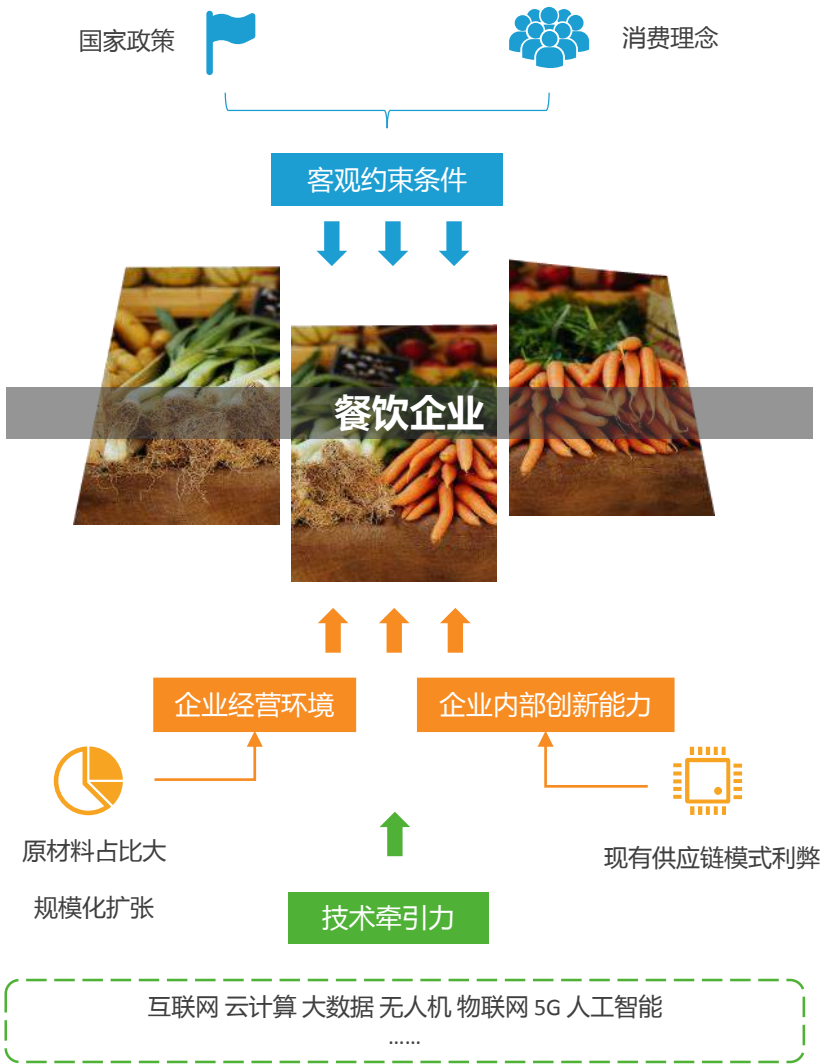 国家政策
消费理念
客观约束条件
餐饮企业
企业经营环境
企业内部创新能力
原材料占比大
规模化扩张
现有供应链模式利弊
技术牵引力
互联网 云计算 大数据 无人机 物联网 5G 人工智能
......